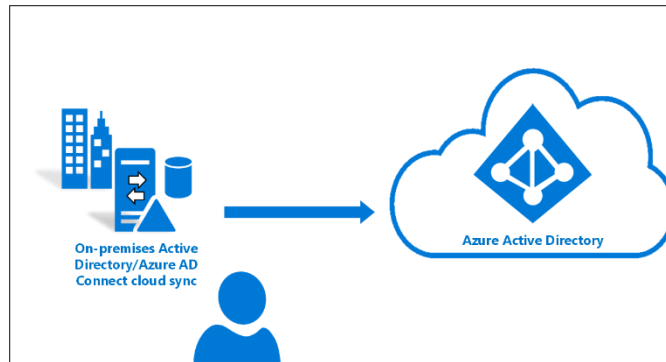 On-premises Active
Directory/Azure AD
Connect cloud sync
Azure Active Directory